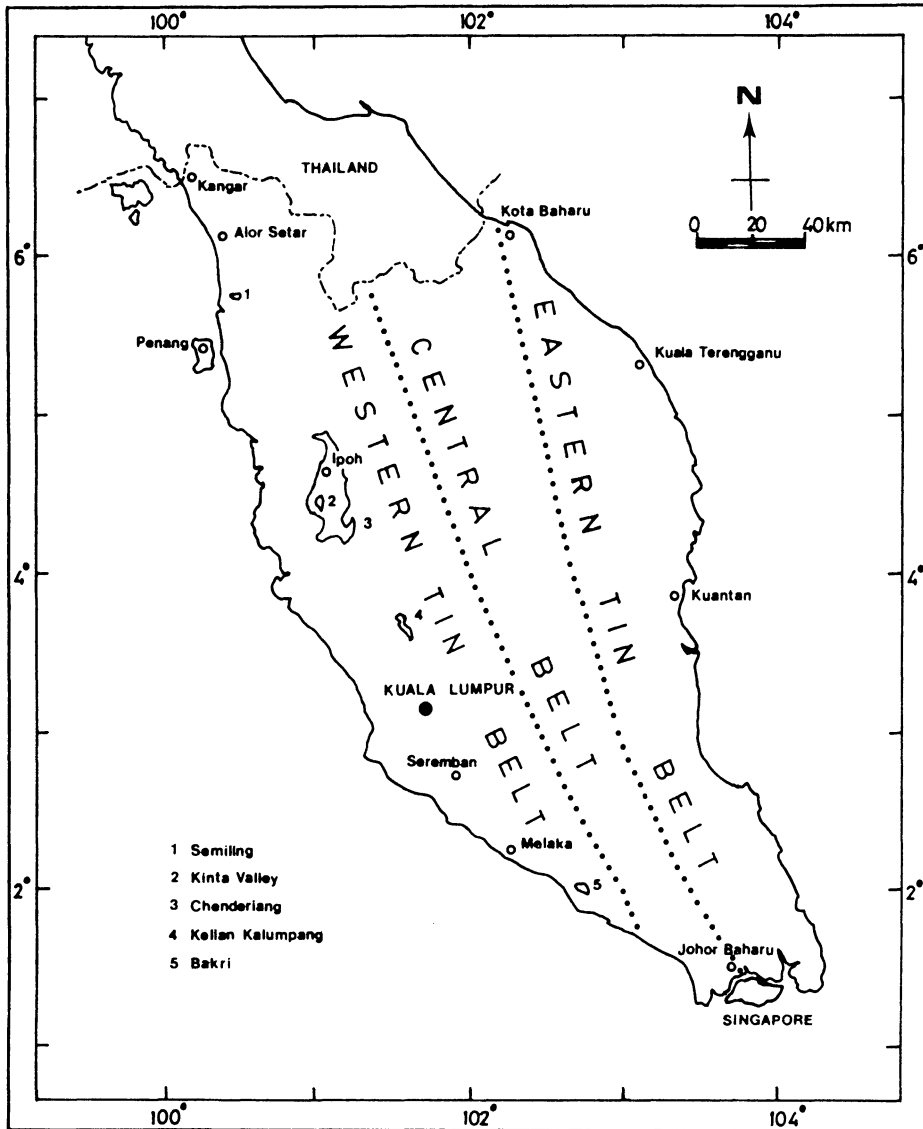 100° 102° 104°
N
THAILAND
Kangar
Kota Baharu
0 20 40km
Alor Setar
6° 6°
1
Penang
Kuala Terengganu
WESTERN TIN BELT
CENTRAL BELT
EASTERN TIN BELT
Ipoh
2
3
4° 4°
Kuantan
4
KUALA LUMPUR
Seremban
Melaka
1 Semiling
2 Kinta Valley
3 Chenderiang
4 Kellan Kalumpang
5 Bakri
2° 2°
5
Johor Baharu
SINGAPORE
100° 102° 104°